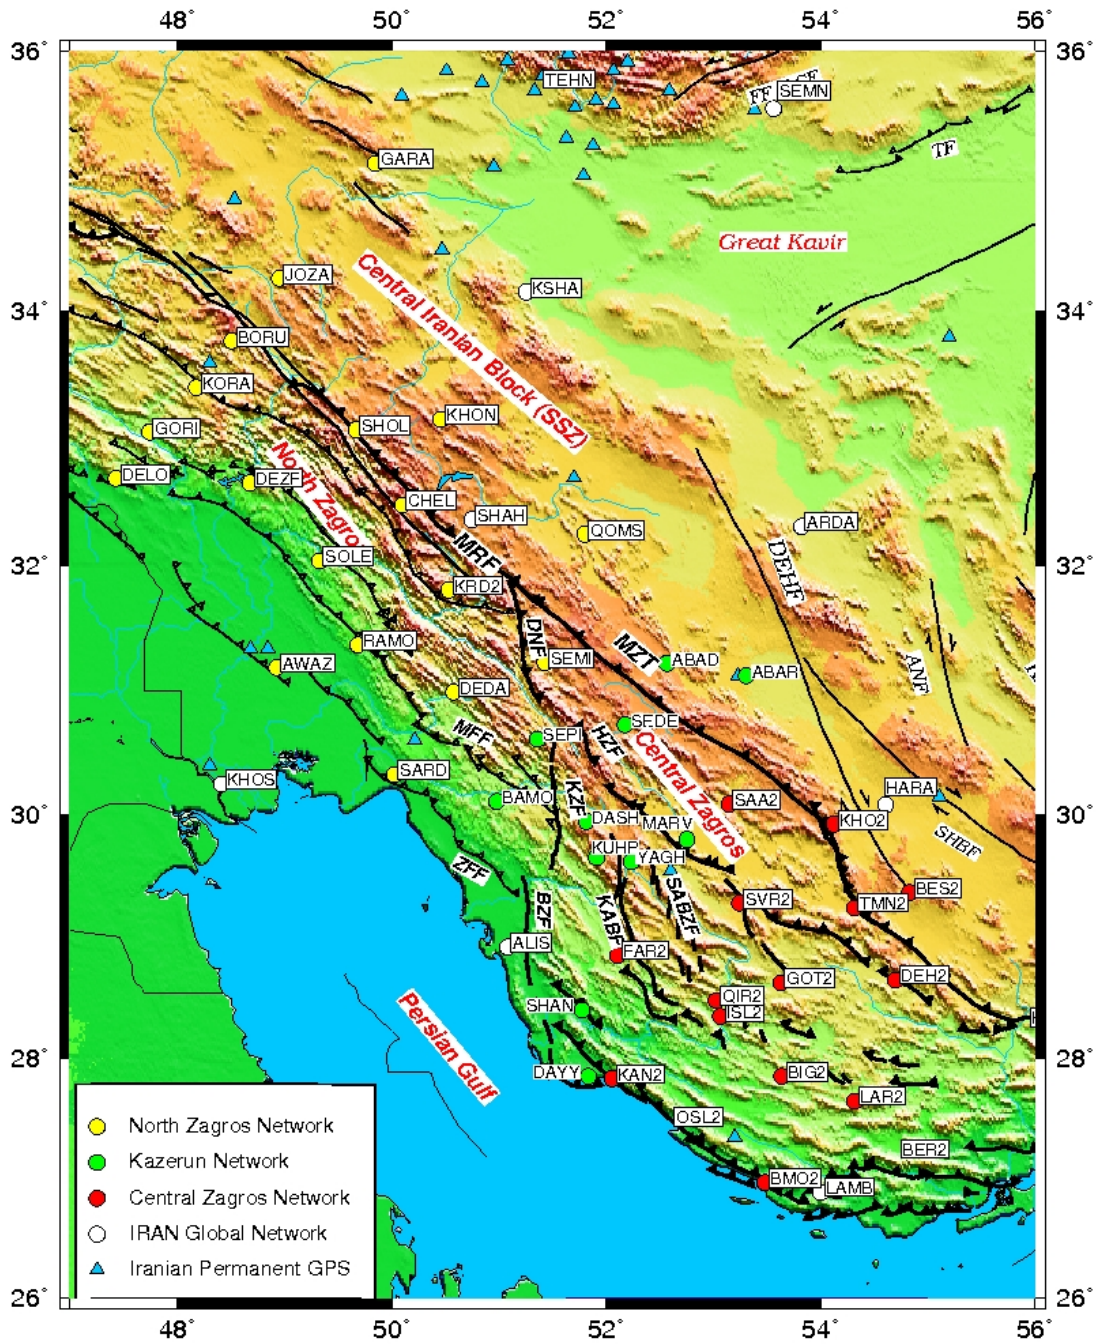 48° 50° 52° 54° 56°
36° 36°
TEHN
SEMN
FF
TF
GARA
Great Kavir
JOZA
KSHA
Central Iranian Block (SSZ)
34° 34°
BORU
KORA
KHON
SHOL
GORI
North Zagros
DELO
DEZF
CHEL
SHAH
ARDA
QOMS
MRF
DEHF
SOLE
32° 32°
KRD2
DNF
RAMO
MZT
SEMI
ABAD
ABAR
AWAZ
ANF
DEDA
SEDE
MFF
SEPI
HZF
Central Zagros
SARD
KHOS
HARA
BAMO
KZF
SAA2
30° 30°
DASH
MARV
KHO2
SHBF
KUHP
YAGH
ZFF
BES2
SABZF
SVR2
TMN2
BZF
KABF
ALIS
FAR2
DEH2
GOT2
Persian Gulf
QIR2
SHAN
ISL2
28° 28°
DAYY
KAN2
BIG2
LAR2
OSL2
North Zagros Network
BER2
Kazerun Network
BMO2
LAMB
Central Zagros Network
IRAN Global Network
Iranian Permanent GPS
26° 26°
48° 50° 52° 54° 56°